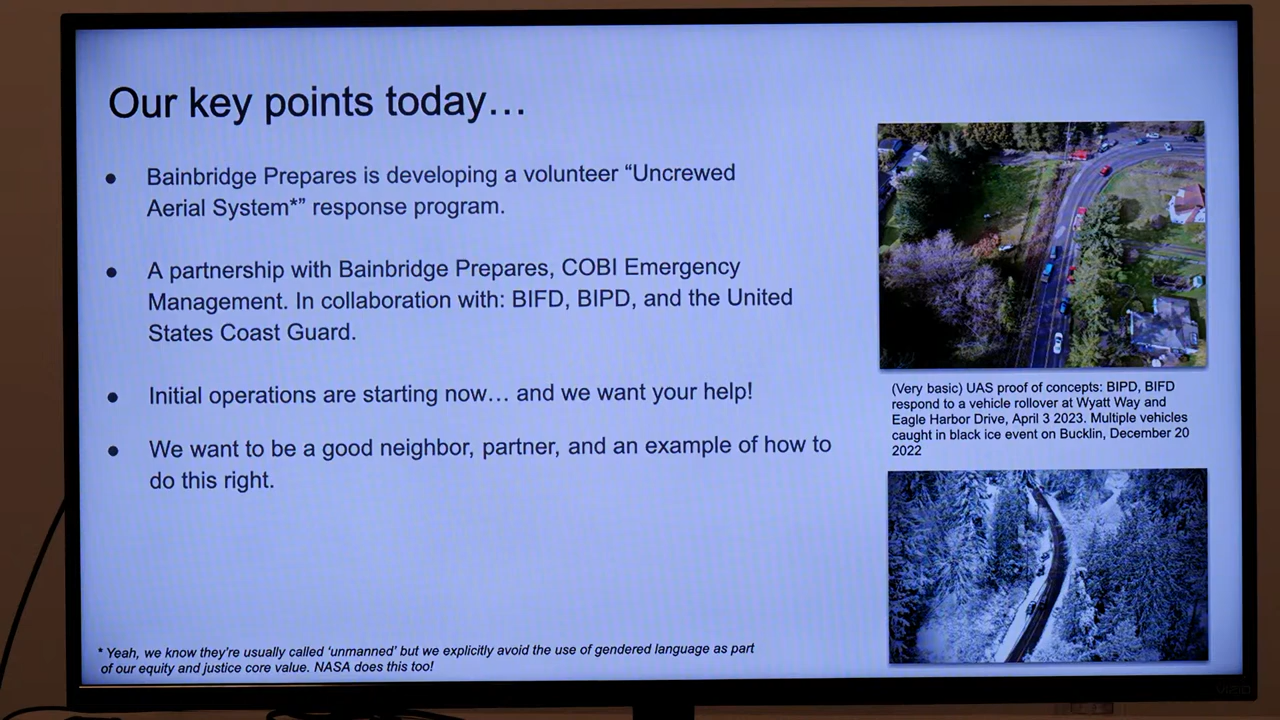 Our key points today…
● Bainbridge Prepares is developing a volunteer “Uncrewed
Aerial System*” response program.
● A partnership with Bainbridge Prepares, COBI Emergency
Management. In collaboration with: BIFD, BIPD, and the United
States Coast Guard.
● Initial operations are starting now… and we want your help!
● We want to be a good neighbor, partner, and an example of how to
do this right.
(Very basic) UAS proof of concepts: BIPD, BIFD
respond to a vehicle rollover at Wyatt Way and
Eagle Harbor Drive, April 3 2023. Multiple vehicles
caught in black ice event on Bucklin, December 20
2022
* Yeah, we know they’re usually called ‘unmanned’ but we explicitly avoid the use of gendered language as part
of our equity and justice core value. NASA does this too!
VIZIO